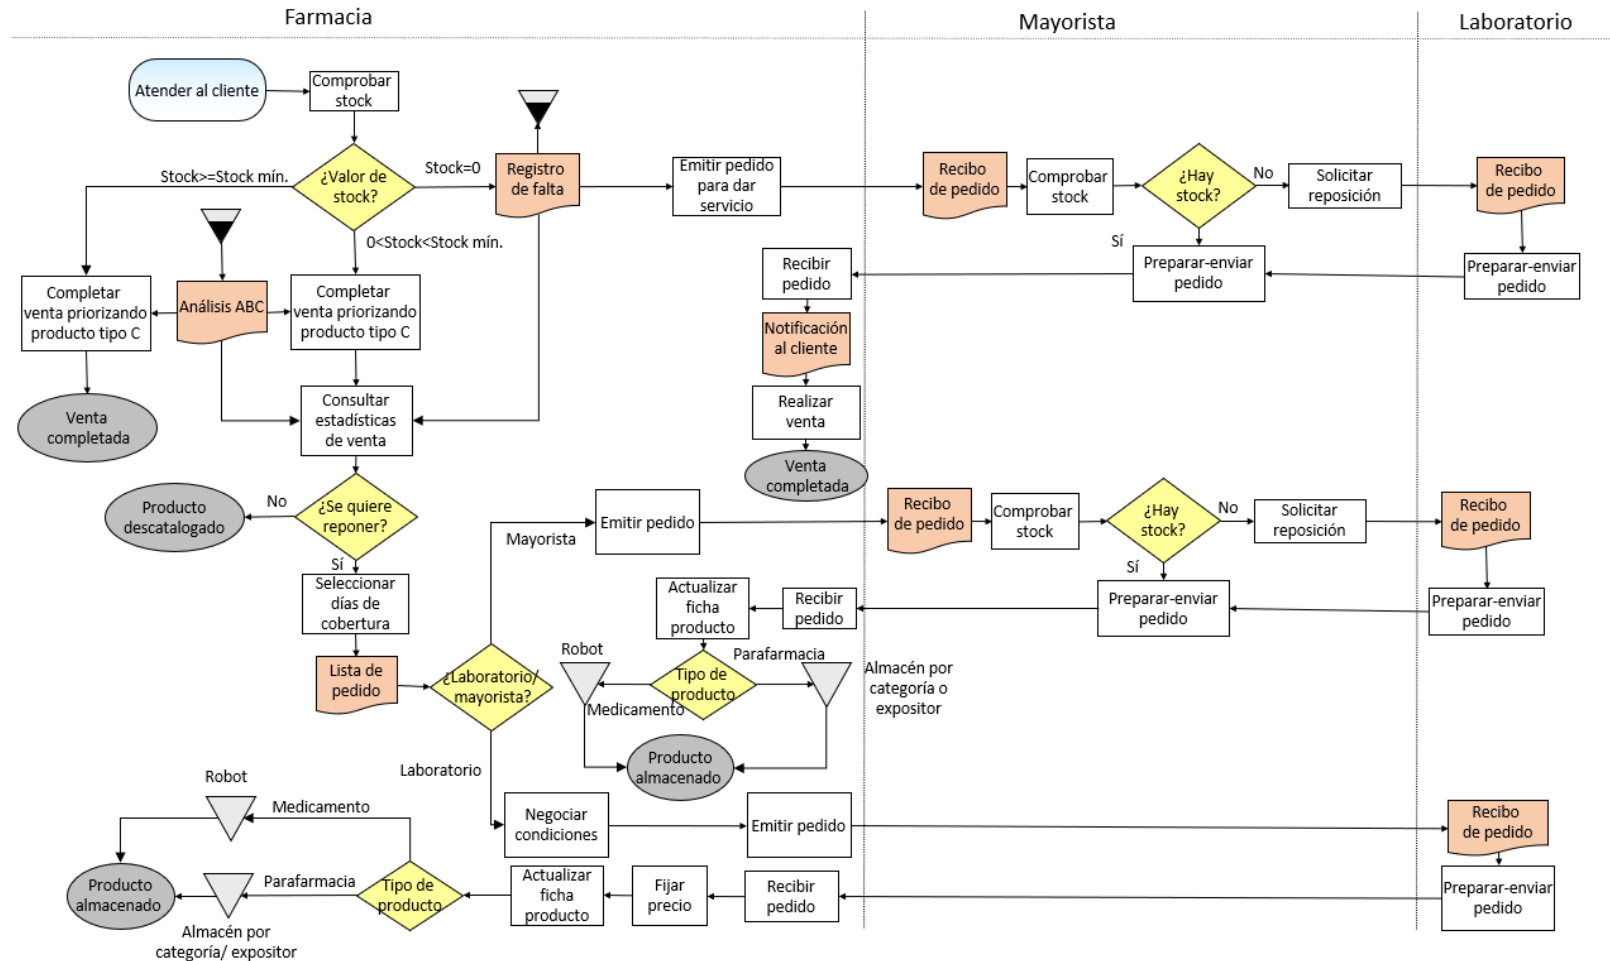 Farmacia
Mayorista
Laboratorio
Atender al cliente
Comprobar
stock
¿Valor de
stock?
Stock>=Stock mín.
Stock=0
0<Stock<Stock mín.
Registro
de falta
Emitir pedido
para dar
servicio
Recibo
de pedido
Comprobar
stock
¿Hay
stock?
No
Sí
Solicitar
reposición
Recibo
de pedido
Preparar-enviar
pedido
Preparar-enviar
pedido
Recibir
pedido
Notificación
al cliente
Realizar
venta
Venta
completada
Completar
venta priorizando
producto tipo C
Análisis ABC
Completar
venta priorizando
producto tipo C
Venta
completada
Consultar
estadísticas
de venta
¿Se quiere
reponer?
No
Producto
descatalogado
Sí
Seleccionar
días de
cobertura
Lista de
pedido
¿Laboratorio/
mayorista?
Mayorista
Emitir pedido
Recibo
de pedido
Comprobar
stock
¿Hay
stock?
No
Sí
Solicitar
reposición
Recibo
de pedido
Preparar-enviar
pedido
Preparar-enviar
pedido
Recibir
pedido
Actualizar
ficha
producto
Tipo de
producto
Robot
Medicamento
Parafarmacia
Almacén por
categoría o
expositor
Producto
almacenado
Laboratorio
Negociar
condiciones
Emitir pedido
Recibo
de pedido
Preparar-enviar
pedido
Recibir
pedido
Fijar
precio
Actualizar
ficha
producto
Tipo de
producto
Medicamento
Robot
Parafarmacia
Almacén por
categoría/ expositor
Producto
almacenado